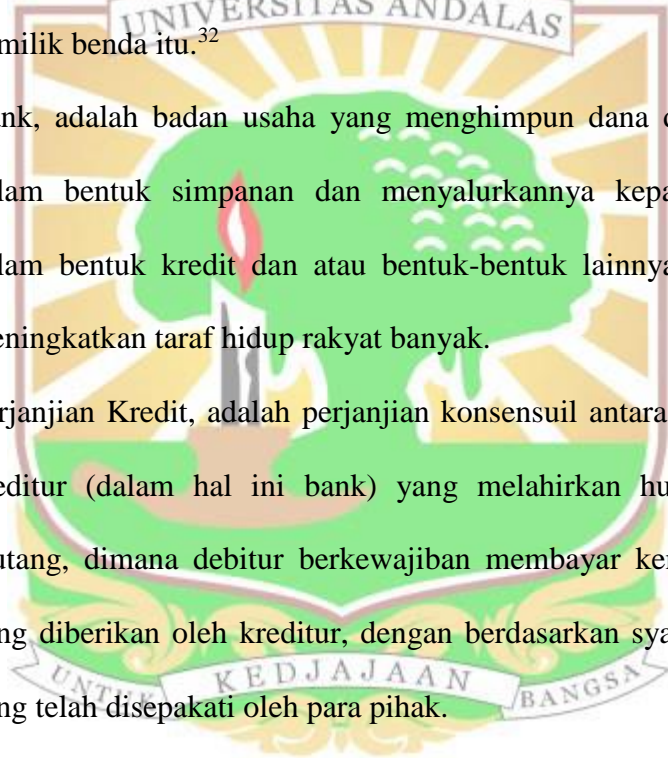 UNIVERSITAS ANDALAS
milik benda itu.32
nk, adalah badan usaha yang menghimpun dana
lam bentuk simpanan dan menyalurkannya kepa
lam bentuk kredit dan atau bentuk-bentuk lainnya
eningkatkan taraf hidup rakyat banyak.
rjanjian Kredit, adalah perjanjian konsensuil antara
editur (dalam hal ini bank) yang melahirkan hu
utang, dimana debitur berkewajiban membayar ke
ng diberikan oleh kreditur, dengan berdasarkan sya
ng telah disepakati oleh para pihak.
UNTUK KEDJAJAAN BANGSA